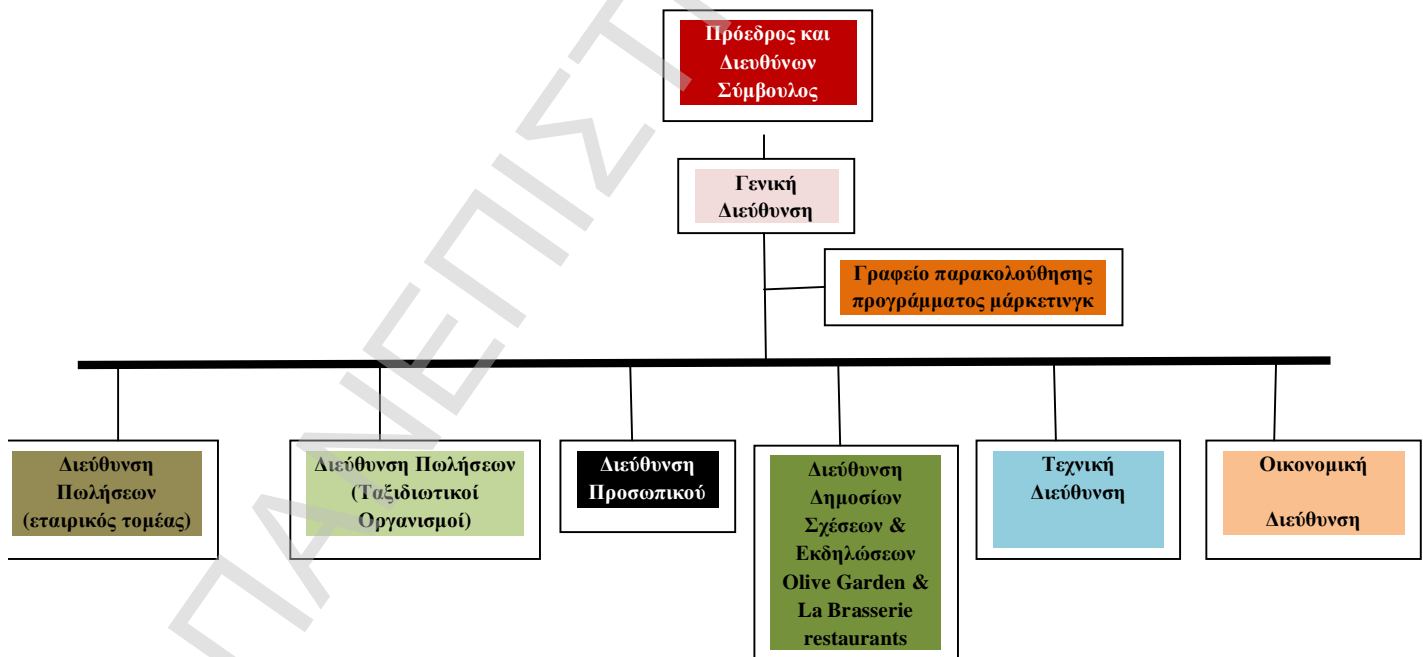 Πρόεδρος και
Διευθύνων
Σύμβουλος
Γενική
Διεύθυνση
Γραφείο παρακολούθησης
προγράμματος μάρκετινγκ
Διεύθυνση
Πωλήσεων
(εταιρικός τομέας)
Διεύθυνση Πωλήσεων
(Ταξιδιωτικοί
Οργανισμοί)
Διεύθυνση
Προσωπικού
Διεύθυνση
Δημοσίων
Σχέσεων &
Εκδηλώσεων
Olive Garden &
La Brasserie
restaurants
Τεχνική
Διεύθυνση
Οικονομική
Διεύθυνση
ΠΑΝΕΠΙΣΤ